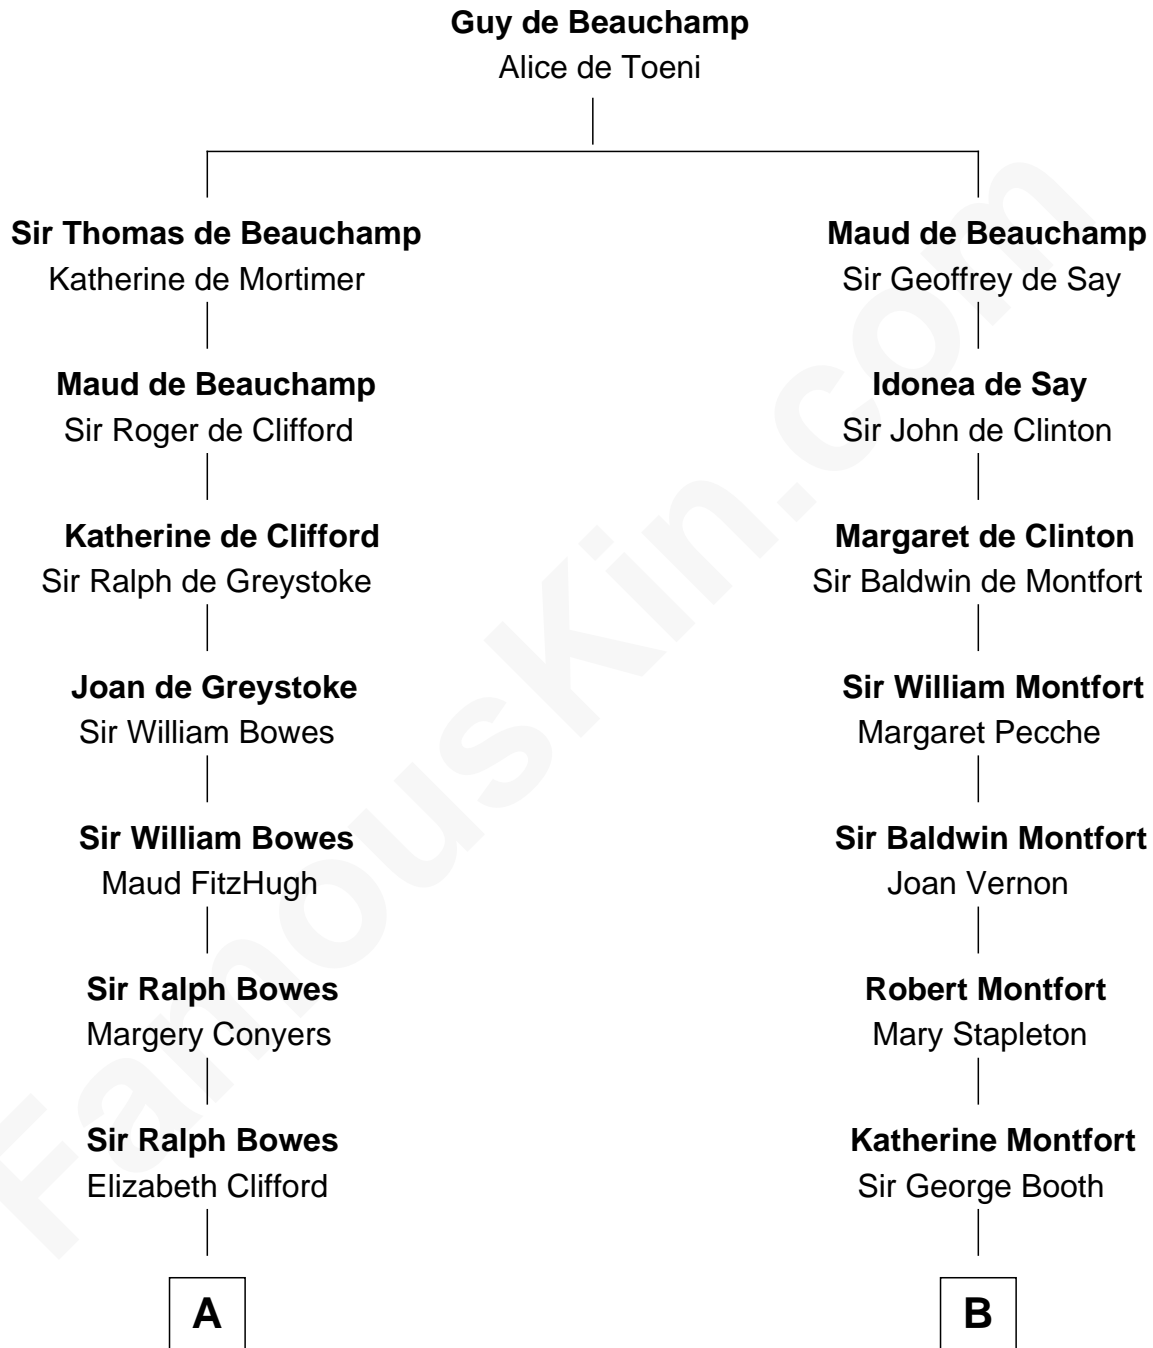 Guy de Beauchamp
Alice de Toeni
Sir Thomas de Beauchamp
Katherine de Mortimer
Maud de Beauchamp
Sir Geoffrey de Say
Maud de Beauchamp
Sir Roger de Clifford
Idonea de Say
Sir John de Clinton
Katherine de Clifford
Sir Ralph de Greystoke
Margaret de Clinton
Sir Baldwin de Montfort
Joan de Greystoke
Sir William Bowes
Sir William Montfort
Margaret Pecche
Sir William Bowes
Maud FitzHugh
Sir Baldwin Montfort
Joan Vernon
Sir Ralph Bowes
Margery Conyers
Robert Montfort
Mary Stapleton
Sir Ralph Bowes
Elizabeth Clifford
Katherine Montfort
Sir George Booth
A
B
FamousKin.com